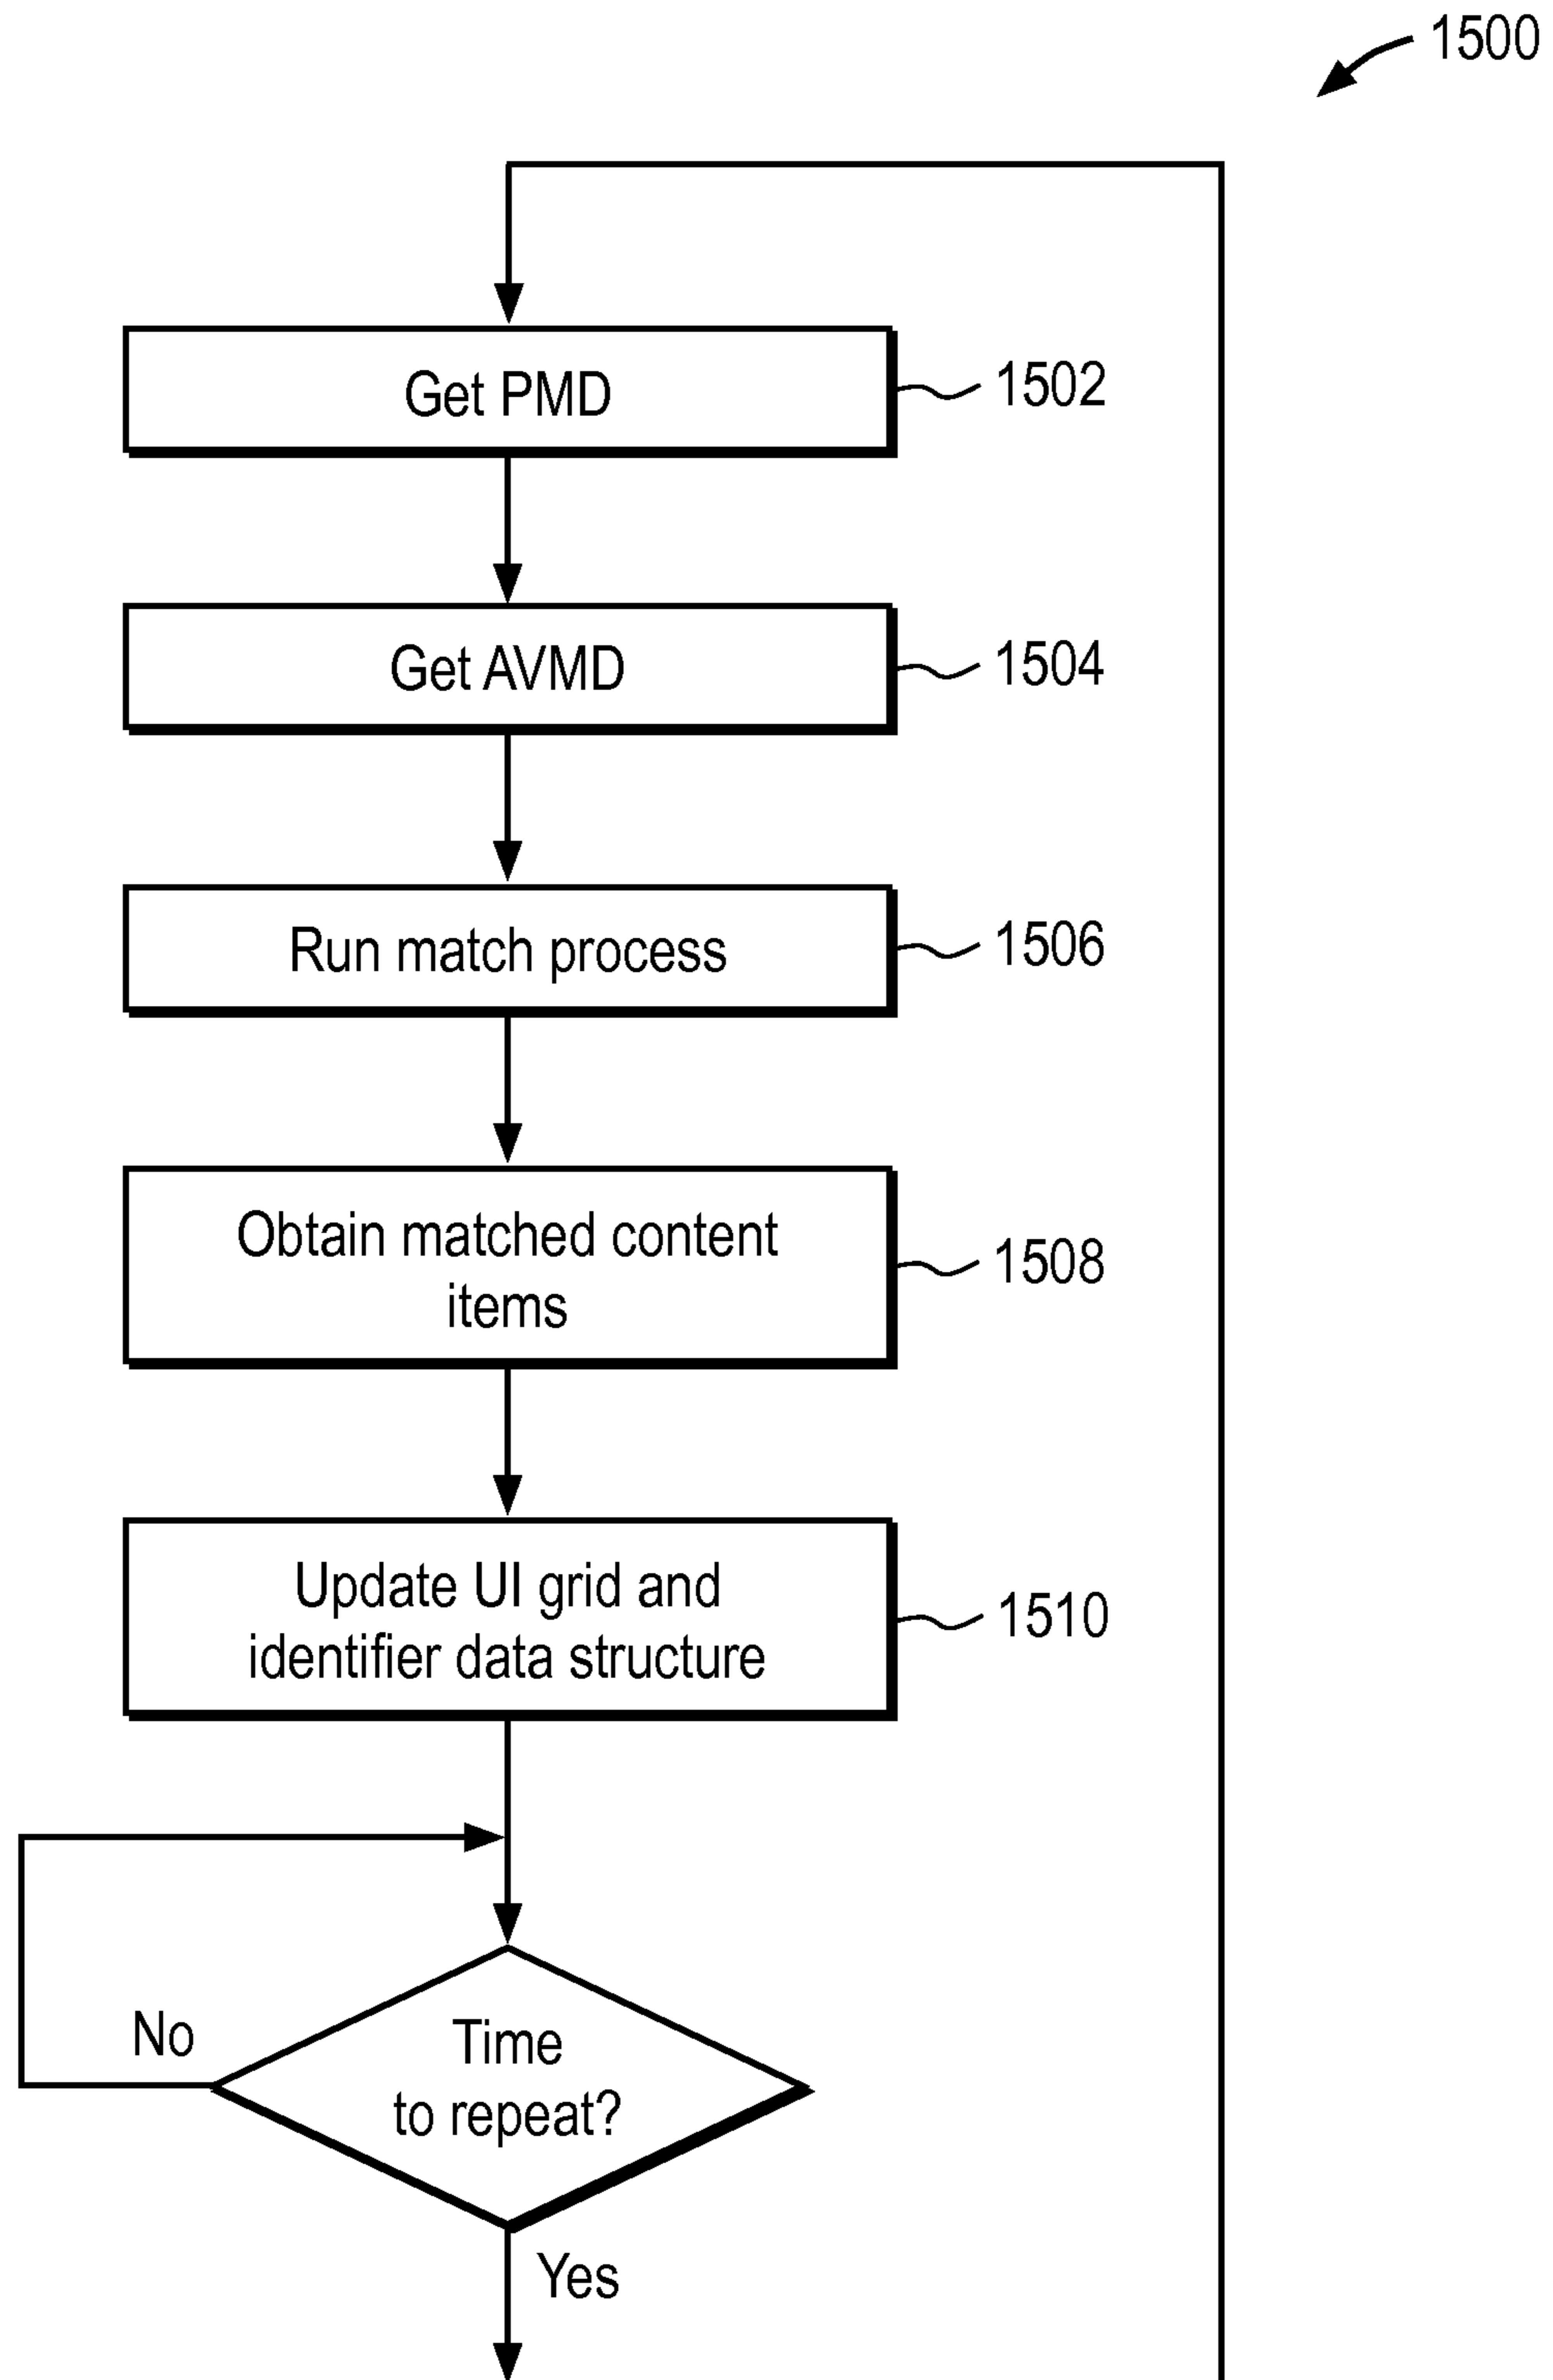 1500
Get PMD
1502
Get AVMD
1504
Run match process
1506
Obtain matched content
items
1508
Update UI grid and
identifier data structure
1510
No
Time
to repeat?
Yes